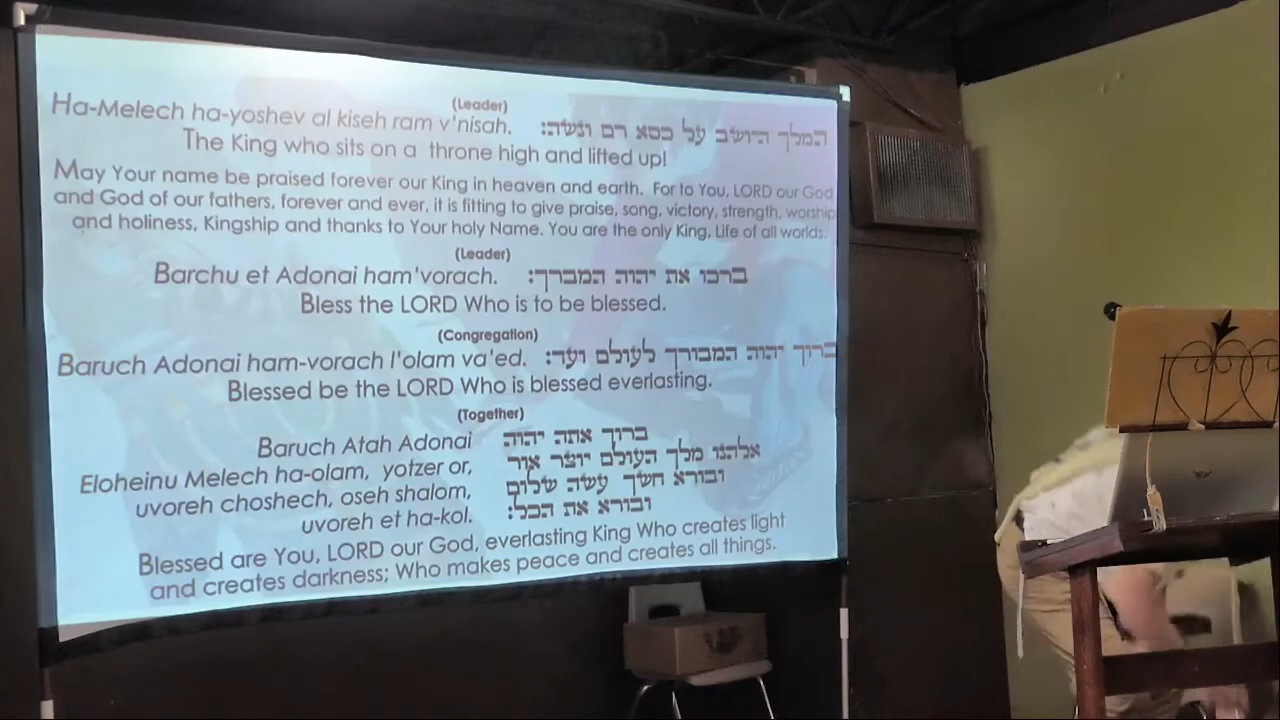 (Leader)
Ha-Melech ha-yoshev al kiseh ram v'nisah. המלך היושב על כסא רם ונשה:
The King who sits on a throne high and lifted up!
May Your name be praised forever our King in heaven and earth. For to You, LORD our God
and God of our fathers, forever and ever, it is fitting to give praise, song, victory, strength, worship
and holiness, Kingship and thanks to Your holy Name. You are the only King, Life of all worlds.
(Leader)
Barchu et Adonai ham'vorach. ברכו את יהוה המברך:
Bless the LORD Who is to be blessed.
(Congregation)
Baruch Adonai ham-vorach l'olam va'ed. ברוך יהוה המבורך לעולם ועד:
Blessed be the LORD Who is blessed everlasting.
(Together)
Baruch Atah Adonai ברוך אתה יהוה
Eloheinu Melech ha-olam, yotzer or, אלהנו מלך העולם יוצר אור
uvoreh choshech, oseh shalom, ובורא חשך עשה שלום
uvoreh et ha-kol. ובורא את הכל:
Blessed are You, LORD our God, everlasting King Who creates light
and creates darkness; Who makes peace and creates all things.